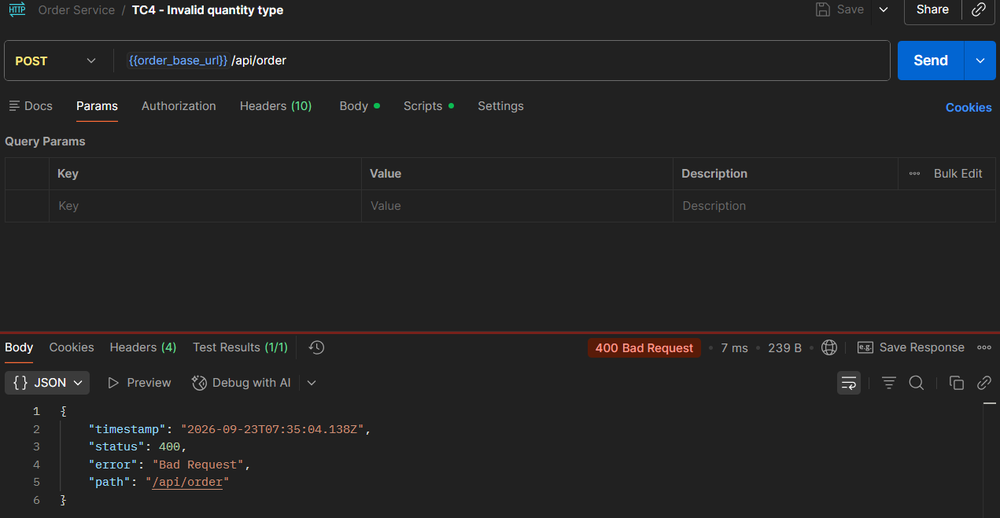 HTTP Order Service / TC4 - Invalid quantity type Save Share
POST {{order_base_url}} /api/order Send
Docs Params Authorization Headers (10) Body Scripts Settings Cookies
Query Params
Key Value Description Bulk Edit
Key Value Description
Body Cookies Headers (4) Test Results (1/1) 400 Bad Request 7 ms 239 B e.g. Save Response
{} JSON Preview Debug with AI
1 {
2 "timestamp": "2026-09-23T07:35:04.138Z",
3 "status": 400,
4 "error": "Bad Request",
5 "path": "/api/order"
6 }